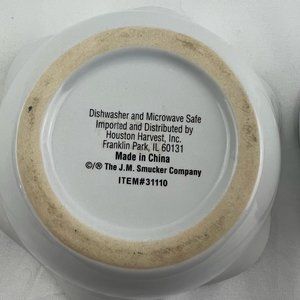 Dishwasher and Microwave Safe
Imported and Distributed by
Houston Harvest, Inc.
Franklin Park, IL 60131
Made in China
©/® The J.M. Smucker Company
ITEM#31110